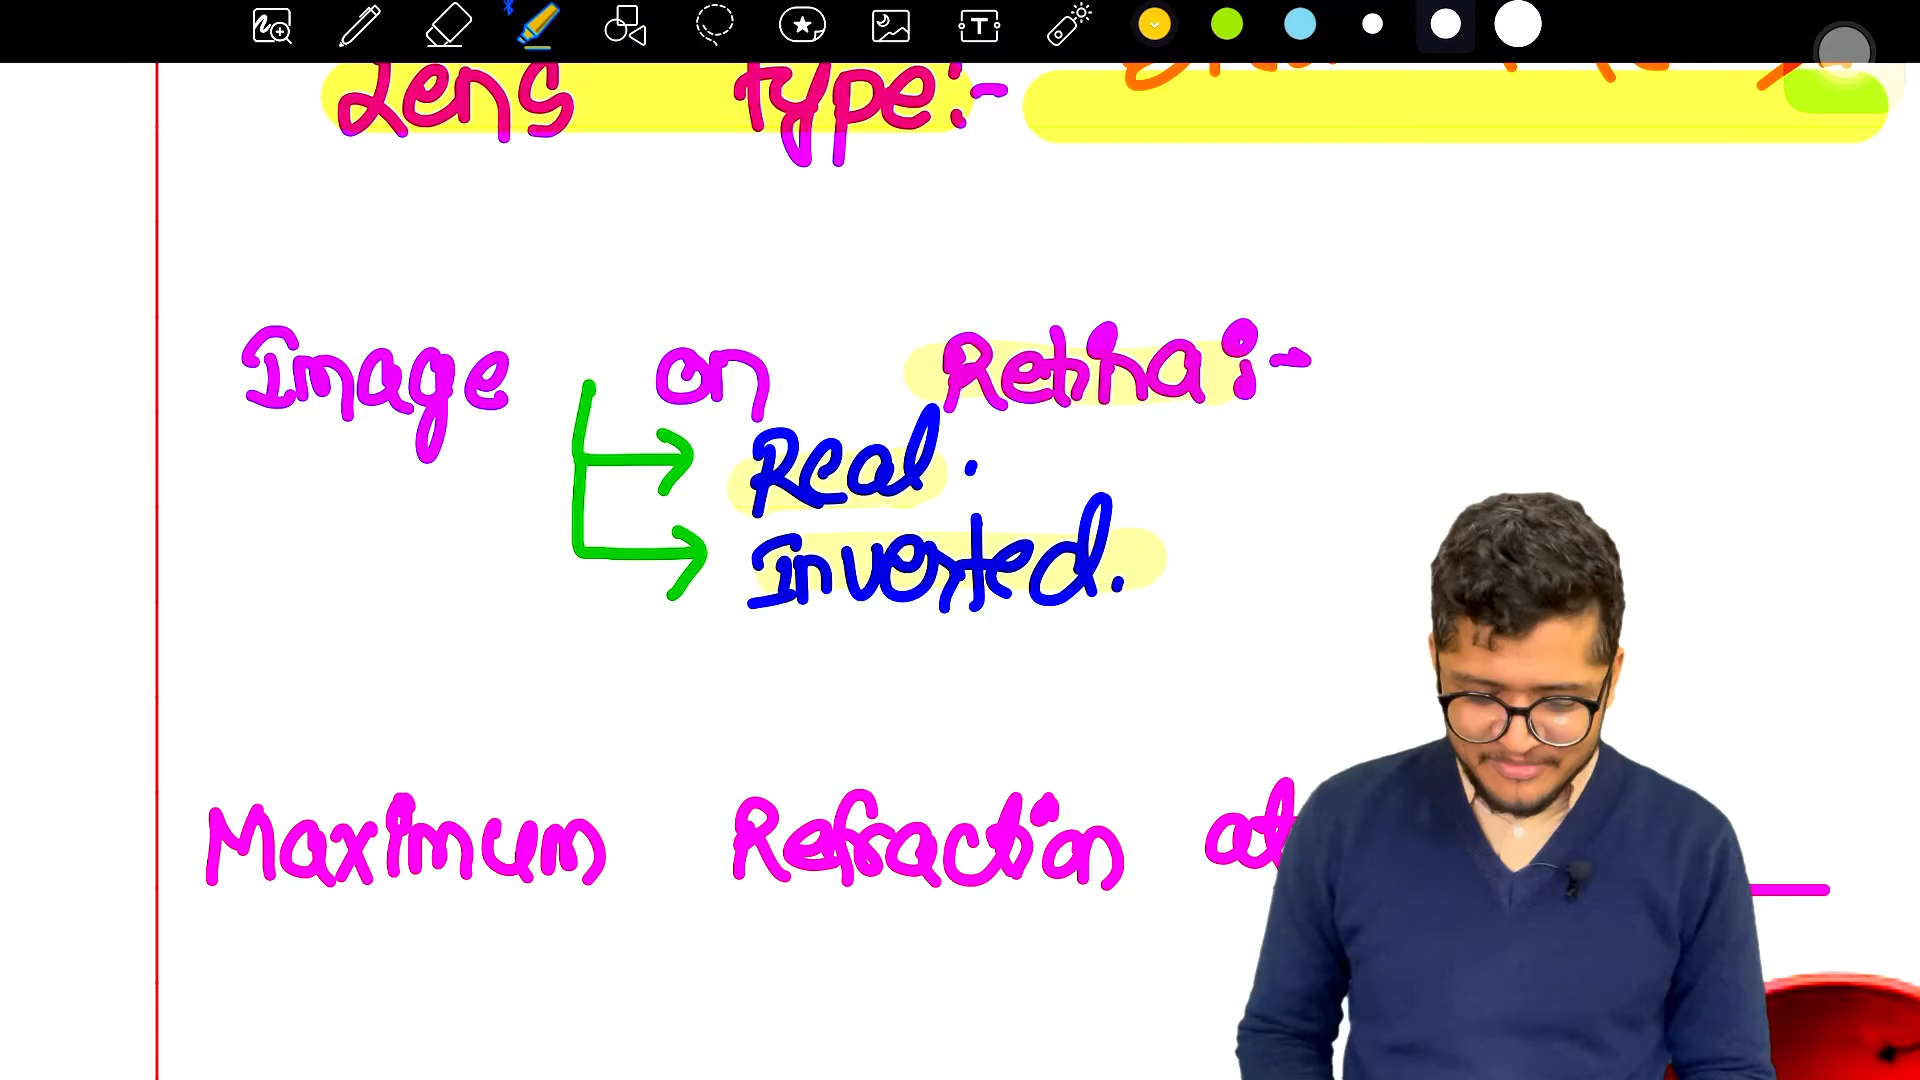 Lens type:-
Image on Retina :-
Real.
Inverted.
Maximum Refraction at